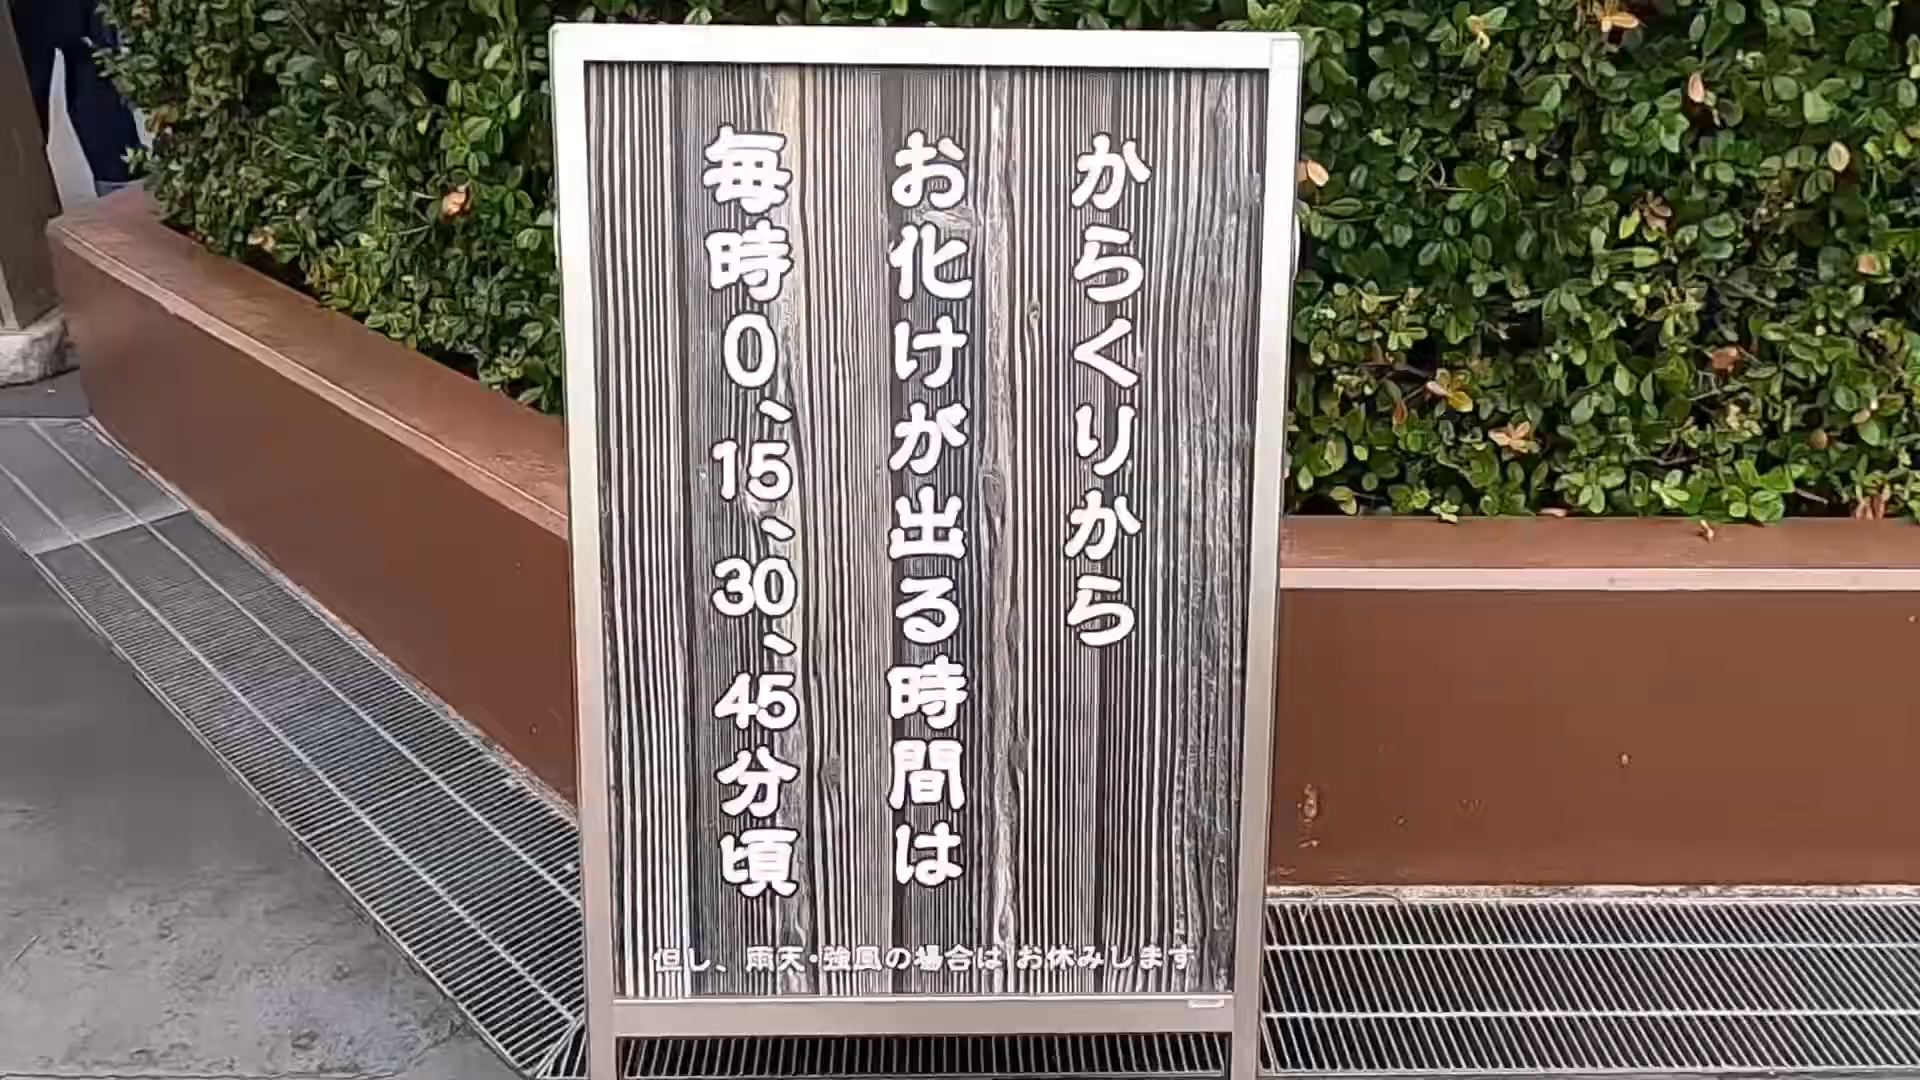 からくりから
お化けが出る時間は
毎時0、15、30、45分頃
但し、雨天・強風の場合は お休みします